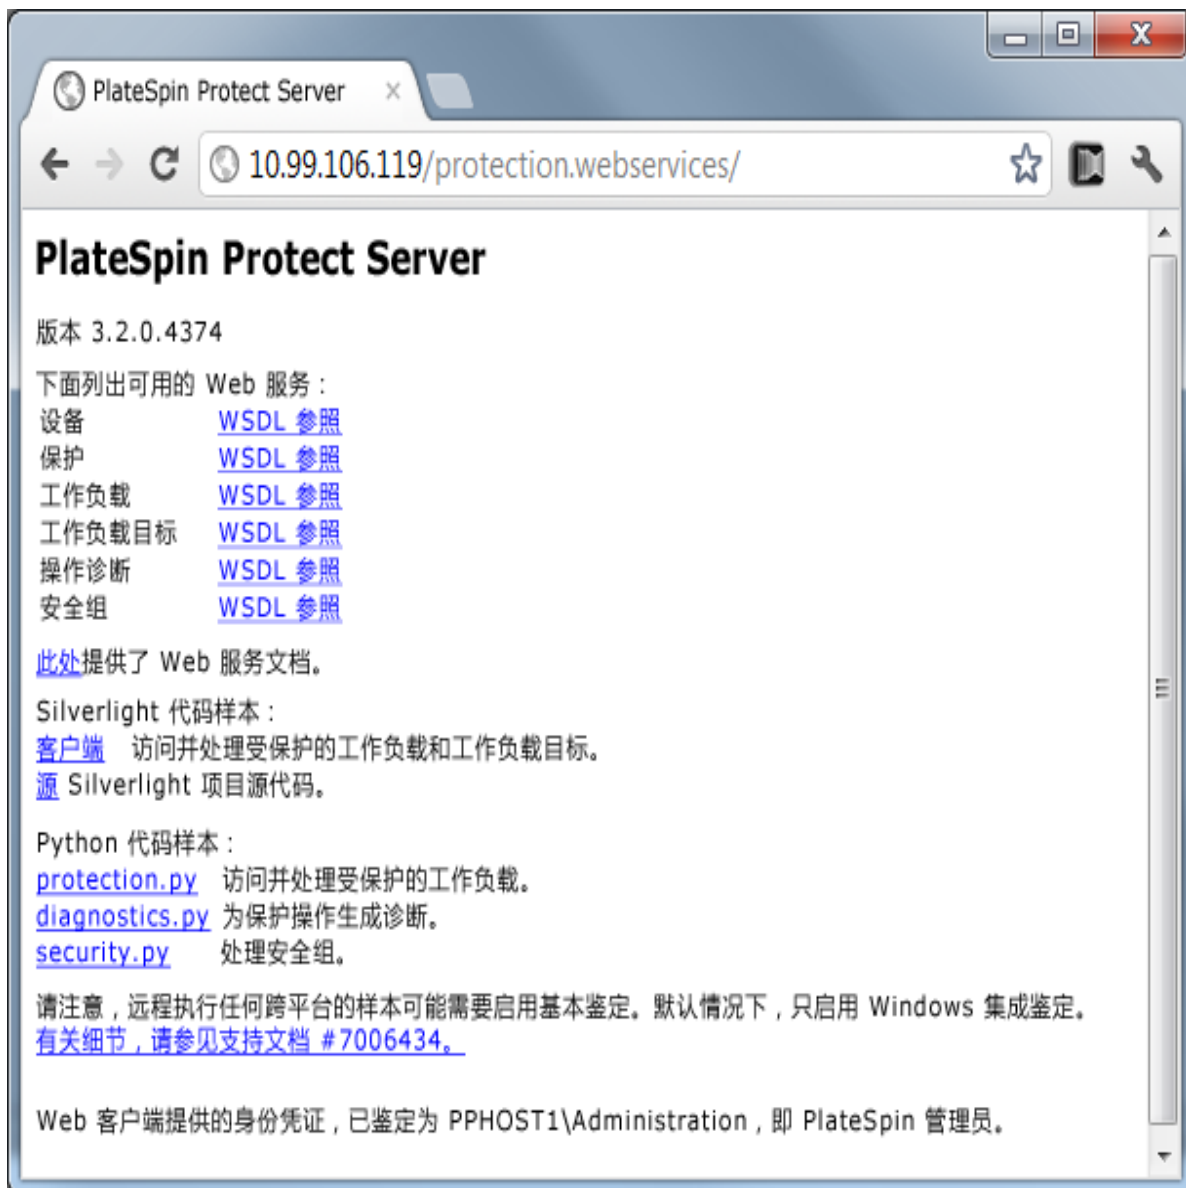 PlateSpin Protect Server
10.99.106.119/protection.webservices/
PlateSpin Protect Server
版本 3.2.0.4374
下面列出可用的 Web 服务：
设备 WSDL 参照
保护 WSDL 参照
工作负载 WSDL 参照
工作负载目标 WSDL 参照
操作诊断 WSDL 参照
安全组 WSDL 参照
此处提供了 Web 服务文档。
Silverlight 代码样本：
客户端 访问并处理受保护的工作负载和工作负载目标。
源 Silverlight 项目源代码。
Python 代码样本：
protection.py 访问并处理受保护的工作负载。
diagnostics.py 为保护操作生成诊断。
security.py 处理安全组。
请注意，远程执行任何跨平台的样本可能需要启用基本鉴定。默认情况下，只启用 Windows 集成鉴定。
有关细节，请参见支持文档 #7006434。
Web 客户端提供的身份凭证，已鉴定为 PPHOST1\Administration，即 PlateSpin 管理员。